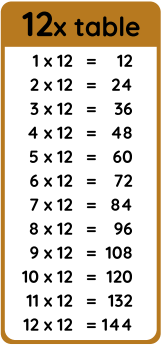 12x table
1 x 12 = 12
2 x 12 = 24
3 x 12 = 36
4 x 12 = 48
5 x 12 = 60
6 x 12 = 72
7 x 12 = 84
8 x 12 = 96
9 x 12 = 108
10 x 12 = 120
11 x 12 = 132
12 x 12 = 144